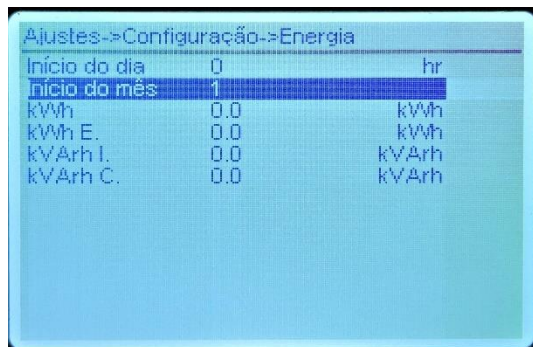 Ajustes->Configuração->Energia
Início do dia 0 hr
Início do mês 1
kWh 0.0 kWh
kWh E. 0.0 kWh
kVArh I. 0.0 kVArh
kVArh C. 0.0 kVArh